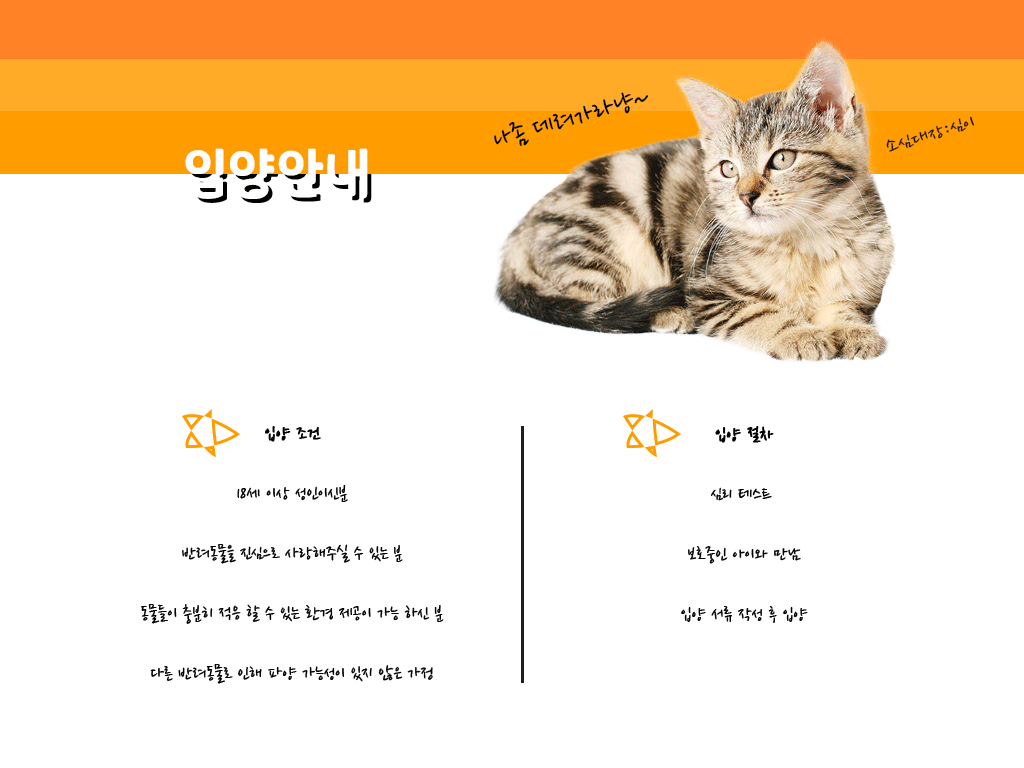 나좀 데려가라냥~
소심대장:심이
입양안내
입양 조건
18세 이상 성인이신분
반려동물을 진심으로 사랑해주실 수 있는 분
동물들이 충분히 적응 할 수 있는 환경 제공이 가능 하신 분
다른 반려동물로 인해 파양 가능성이 있지 않은 가정
입양 절차
심리 테스트
보호중인 아이와 만남
입양 서류 작성 후 입양